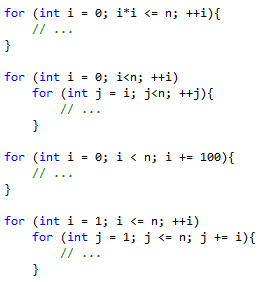 for (int i = 0; i*i <= n; ++i){
    // ...
}

for (int i = 0; i<n; ++i)
    for (int j = i; j<n; ++j){
        // ...
    }

for (int i = 0; i < n; i += 100){
    // ...
}

for (int i = 1; i <= n; ++i)
    for (int j = 1; j <= n; j += i){
        // ...
    }